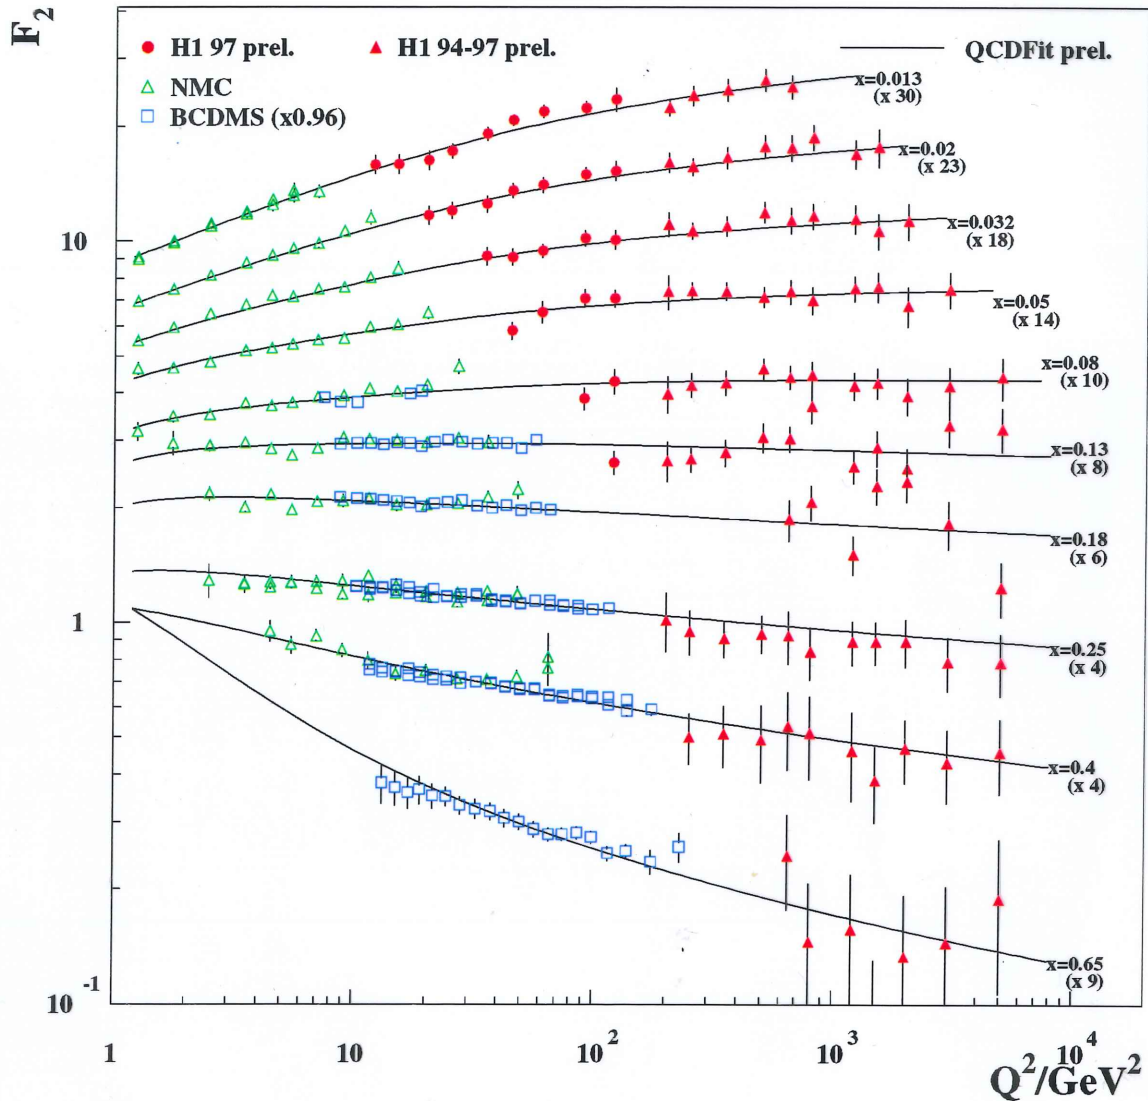 F2
H1 97 prel. H1 94-97 prel. QCDFit prel.
NMC
BCDMS (x0.96)
x=0.013
(x 30)
x=0.02
(x 23)
x=0.032
(x 18)
x=0.05
(x 14)
x=0.08
(x 10)
x=0.13
(x 8)
x=0.18
(x 6)
x=0.25
(x 4)
x=0.4
(x 4)
x=0.65
(x 9)
10
1
10 -1
1 10 10 2 10 3 10 4
Q2/GeV2